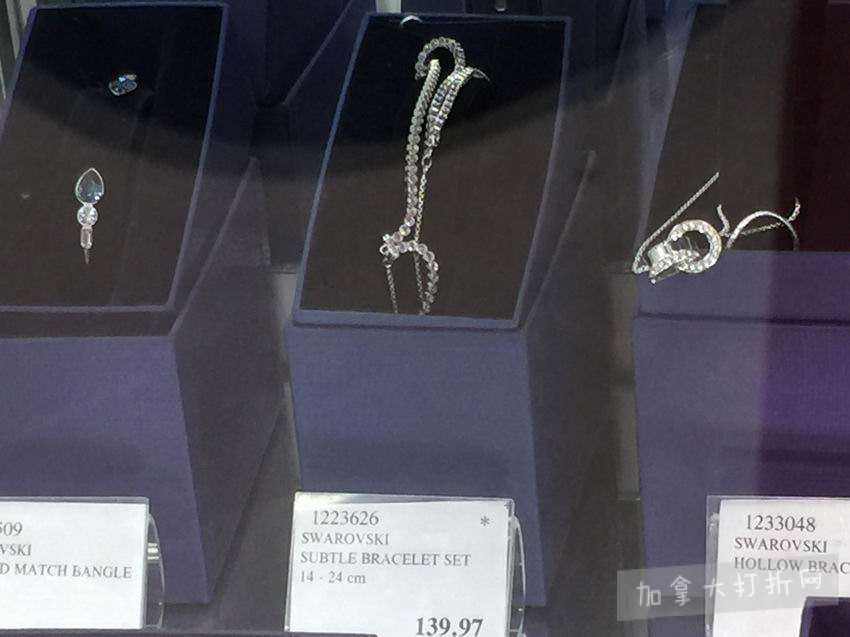 509
VSKI
D MATCH BANGLE
1223626 *
SWAROVSKI
SUBTLE BRACELET SET
14 - 24 cm
139.97
1233048
SWAROVSKI
HOLLOW BRAC
加拿大打折网